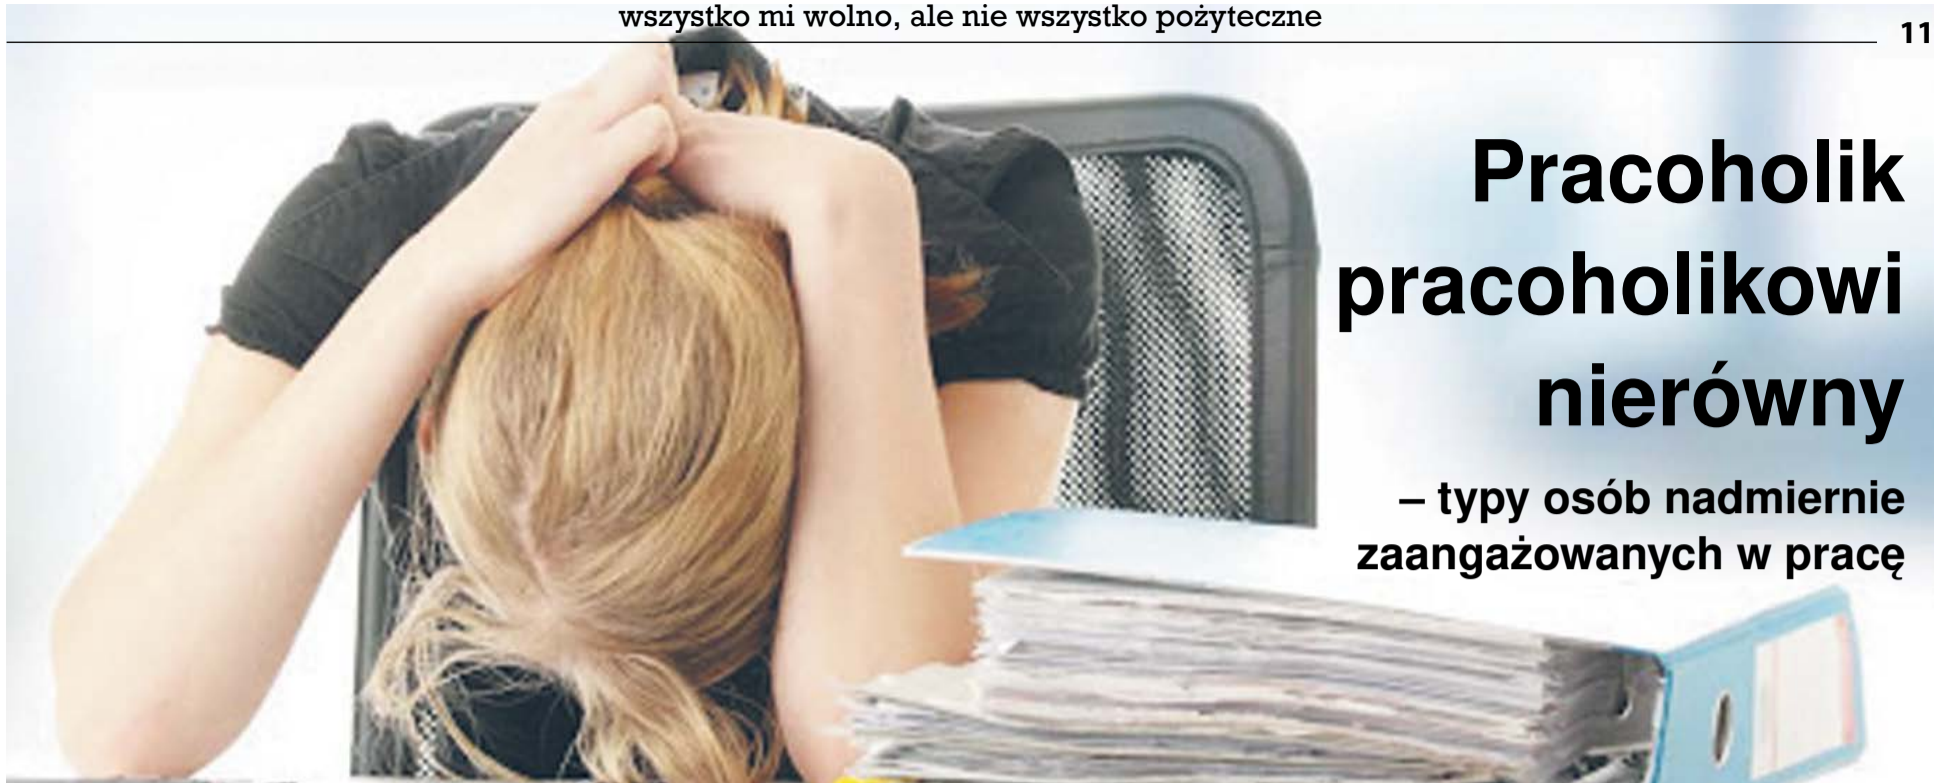 wszystko mi wolno, ale nie wszystko pożyteczne
11
Pracoholik
pracoholikowi
nierówny
– typy osób nadmiernie
zaangażowanych w pracę